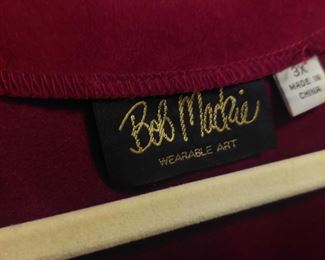 Bob Mackie
WEARABLE ART
3X
MADE IN
CHINA